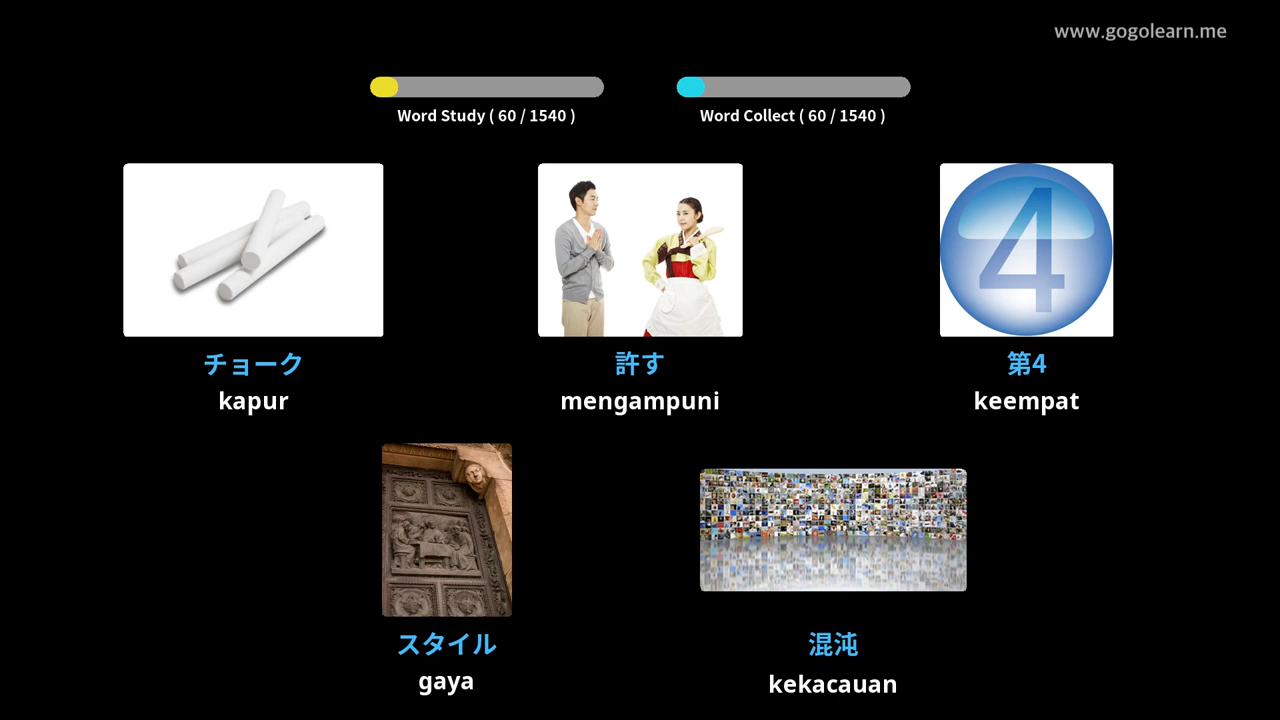 www.gogolearn.me
Word Study ( 60 / 1540 )
Word Collect ( 60 / 1540 )
4
チョーク
kapur
許す
mengampuni
第4
keempat
スタイル
gaya
混沌
kekacauan